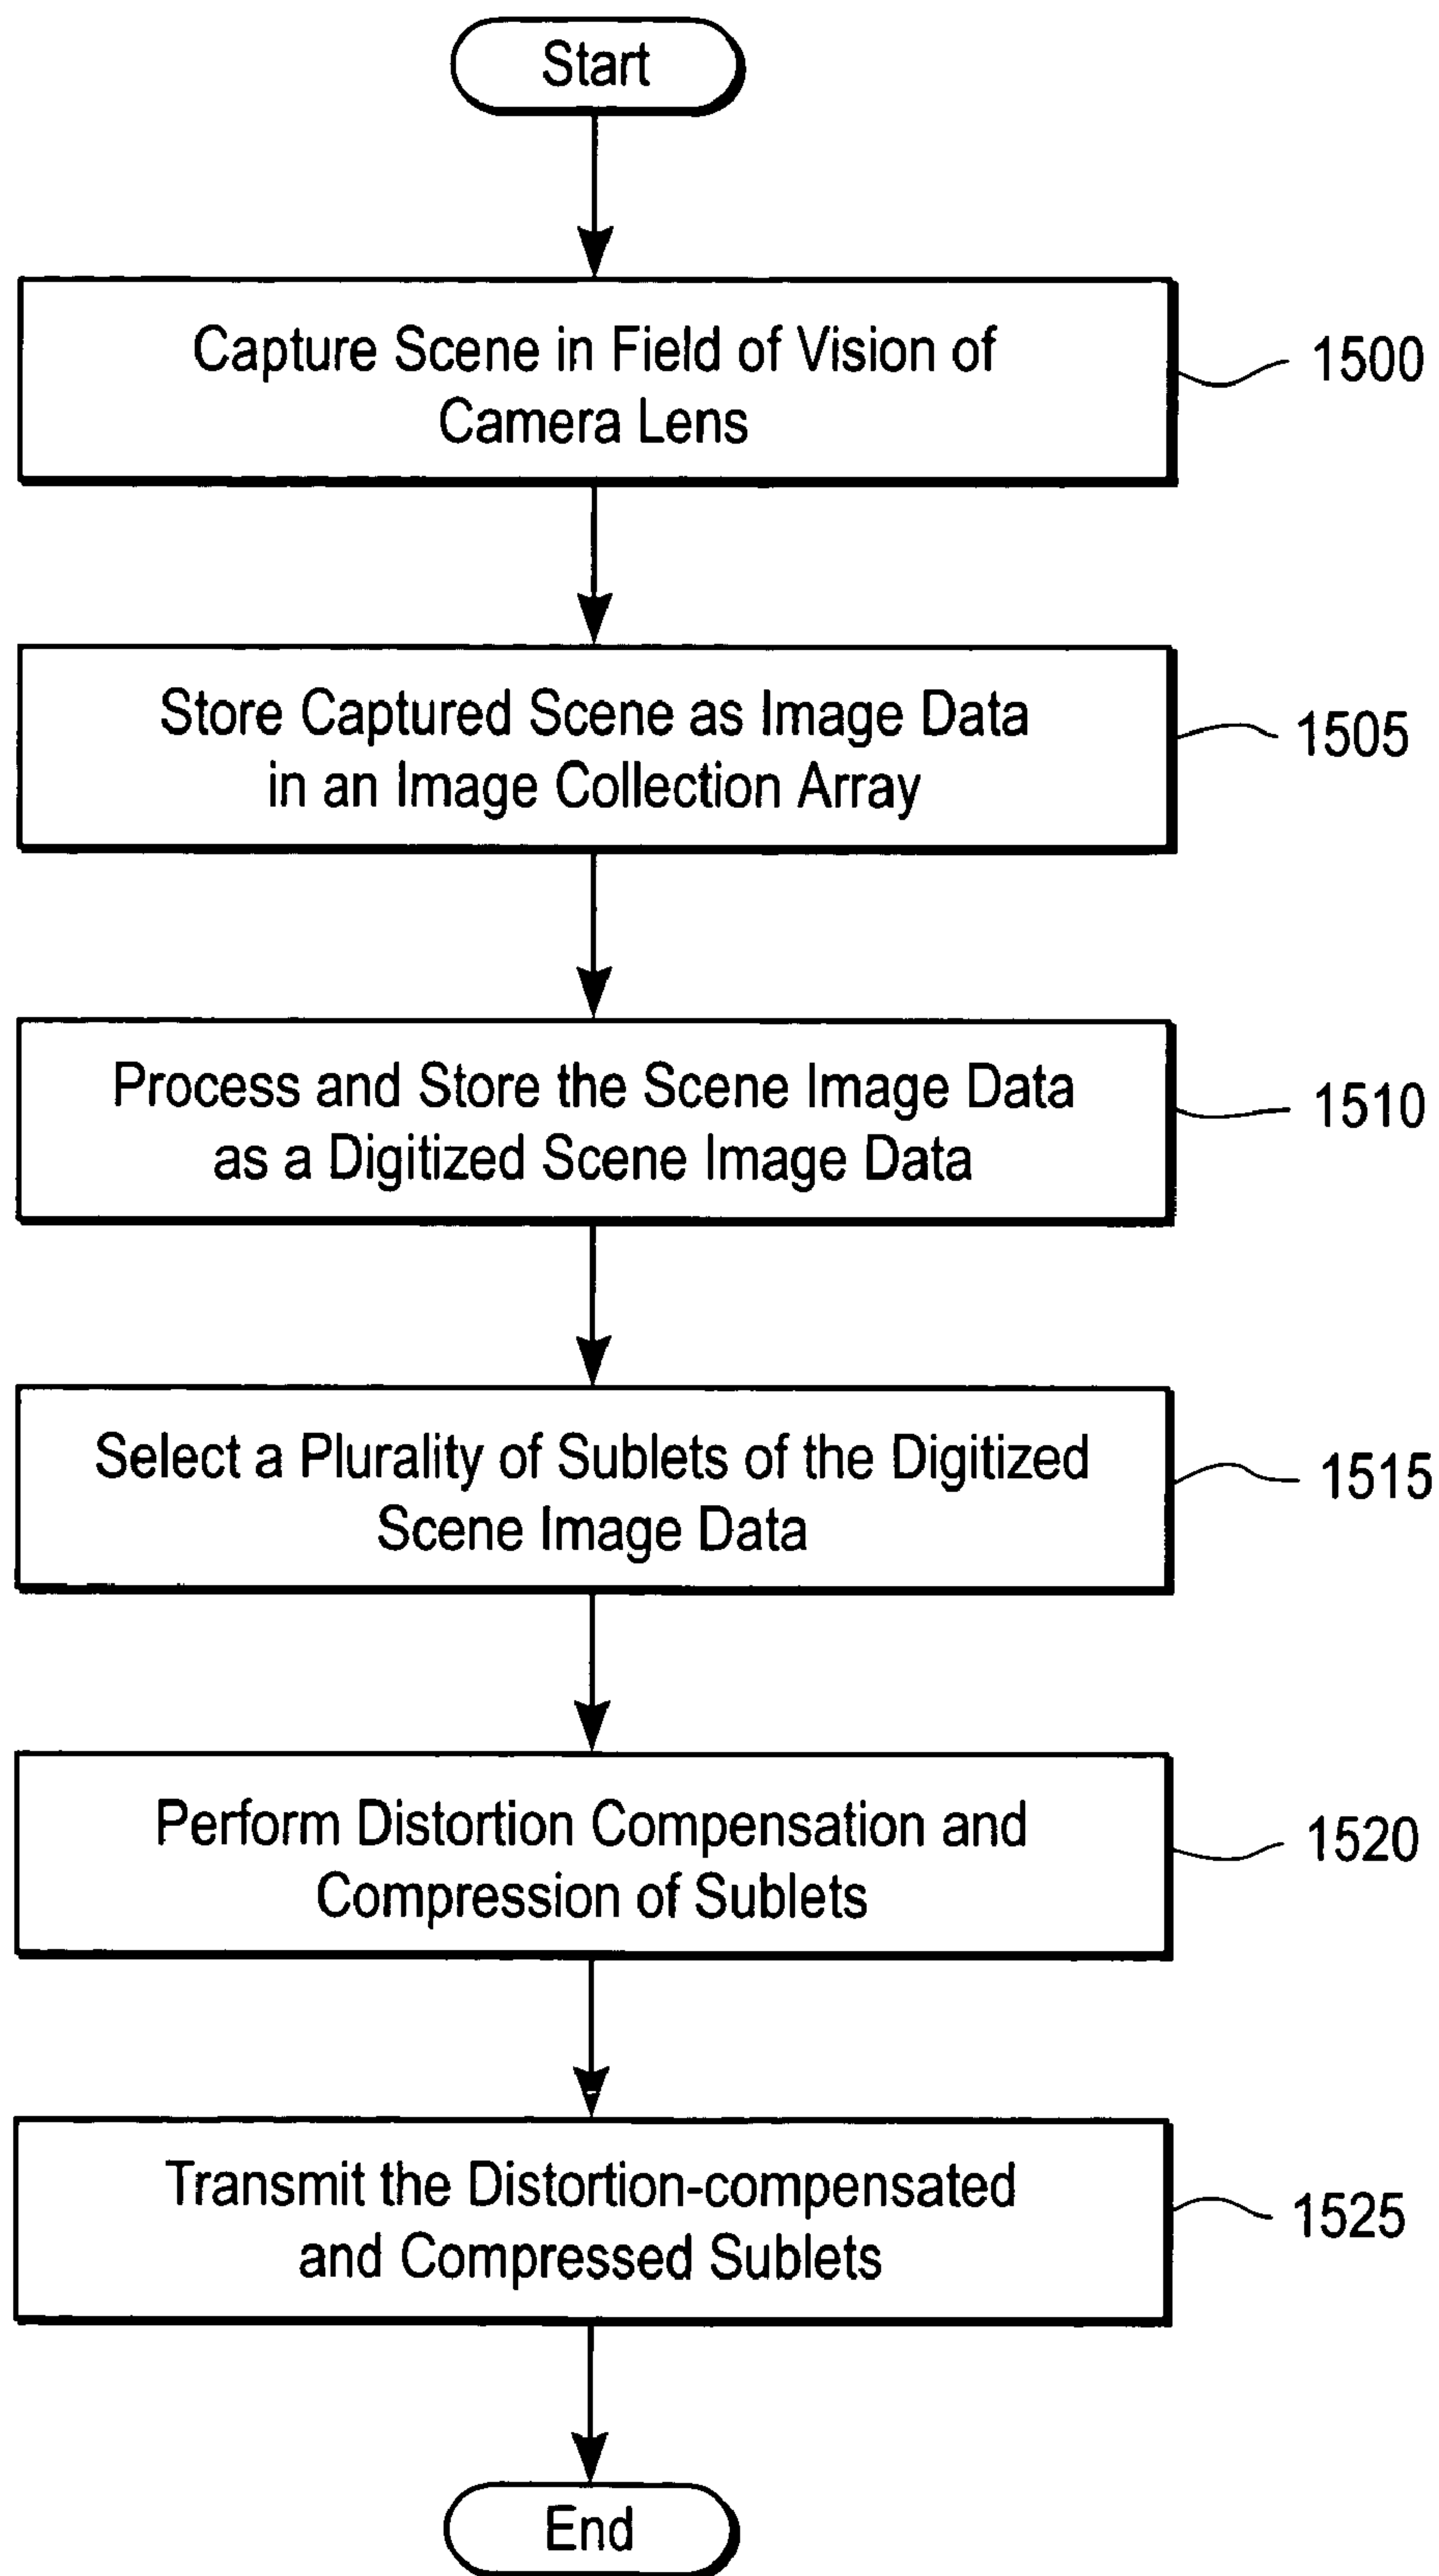 Start
Capture Scene in Field of Vision of
Camera Lens
1500
Store Captured Scene as Image Data
in an Image Collection Array
1505
Process and Store the Scene Image Data
as a Digitized Scene Image Data
1510
Select a Plurality of Sublets of the Digitized
Scene Image Data
1515
Perform Distortion Compensation and
Compression of Sublets
1520
Transmit the Distortion-compensated
and Compressed Sublets
1525
End